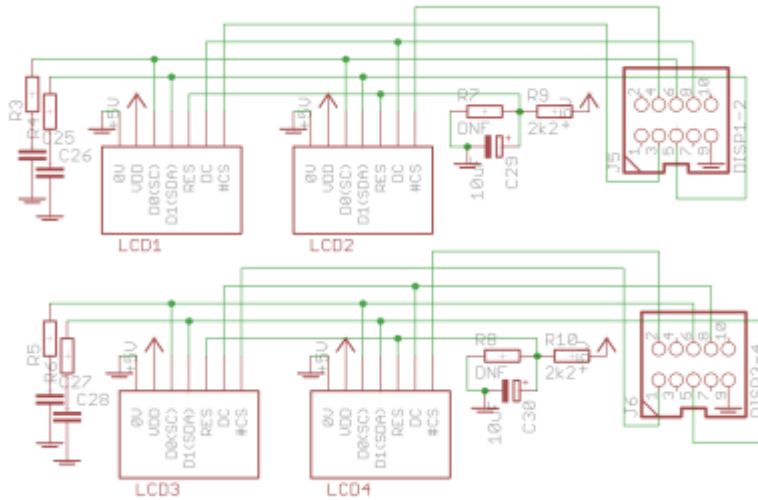 R3
R4
C25
C26
+5V
0V
VDD
D0(SC)
D1(SDA)
RES
DC
#CS
LCD1
+5V
0V
VDD
D0(SC)
D1(SDA)
RES
DC
#CS
LCD2
R7
DNF
10u
C29
R9
2k2
J5
2
4
6
8
10
1
3
5
7
9
DISP1-2
R5
R6
C27
C28
+5V
0V
VDD
D0(SC)
D1(SDA)
RES
DC
#CS
LCD3
+5V
0V
VDD
D0(SC)
D1(SDA)
RES
DC
#CS
LCD4
R8
DNF
10u
C30
R10
2k2
J6
2
4
6
8
10
1
3
5
7
9
DISP3-4